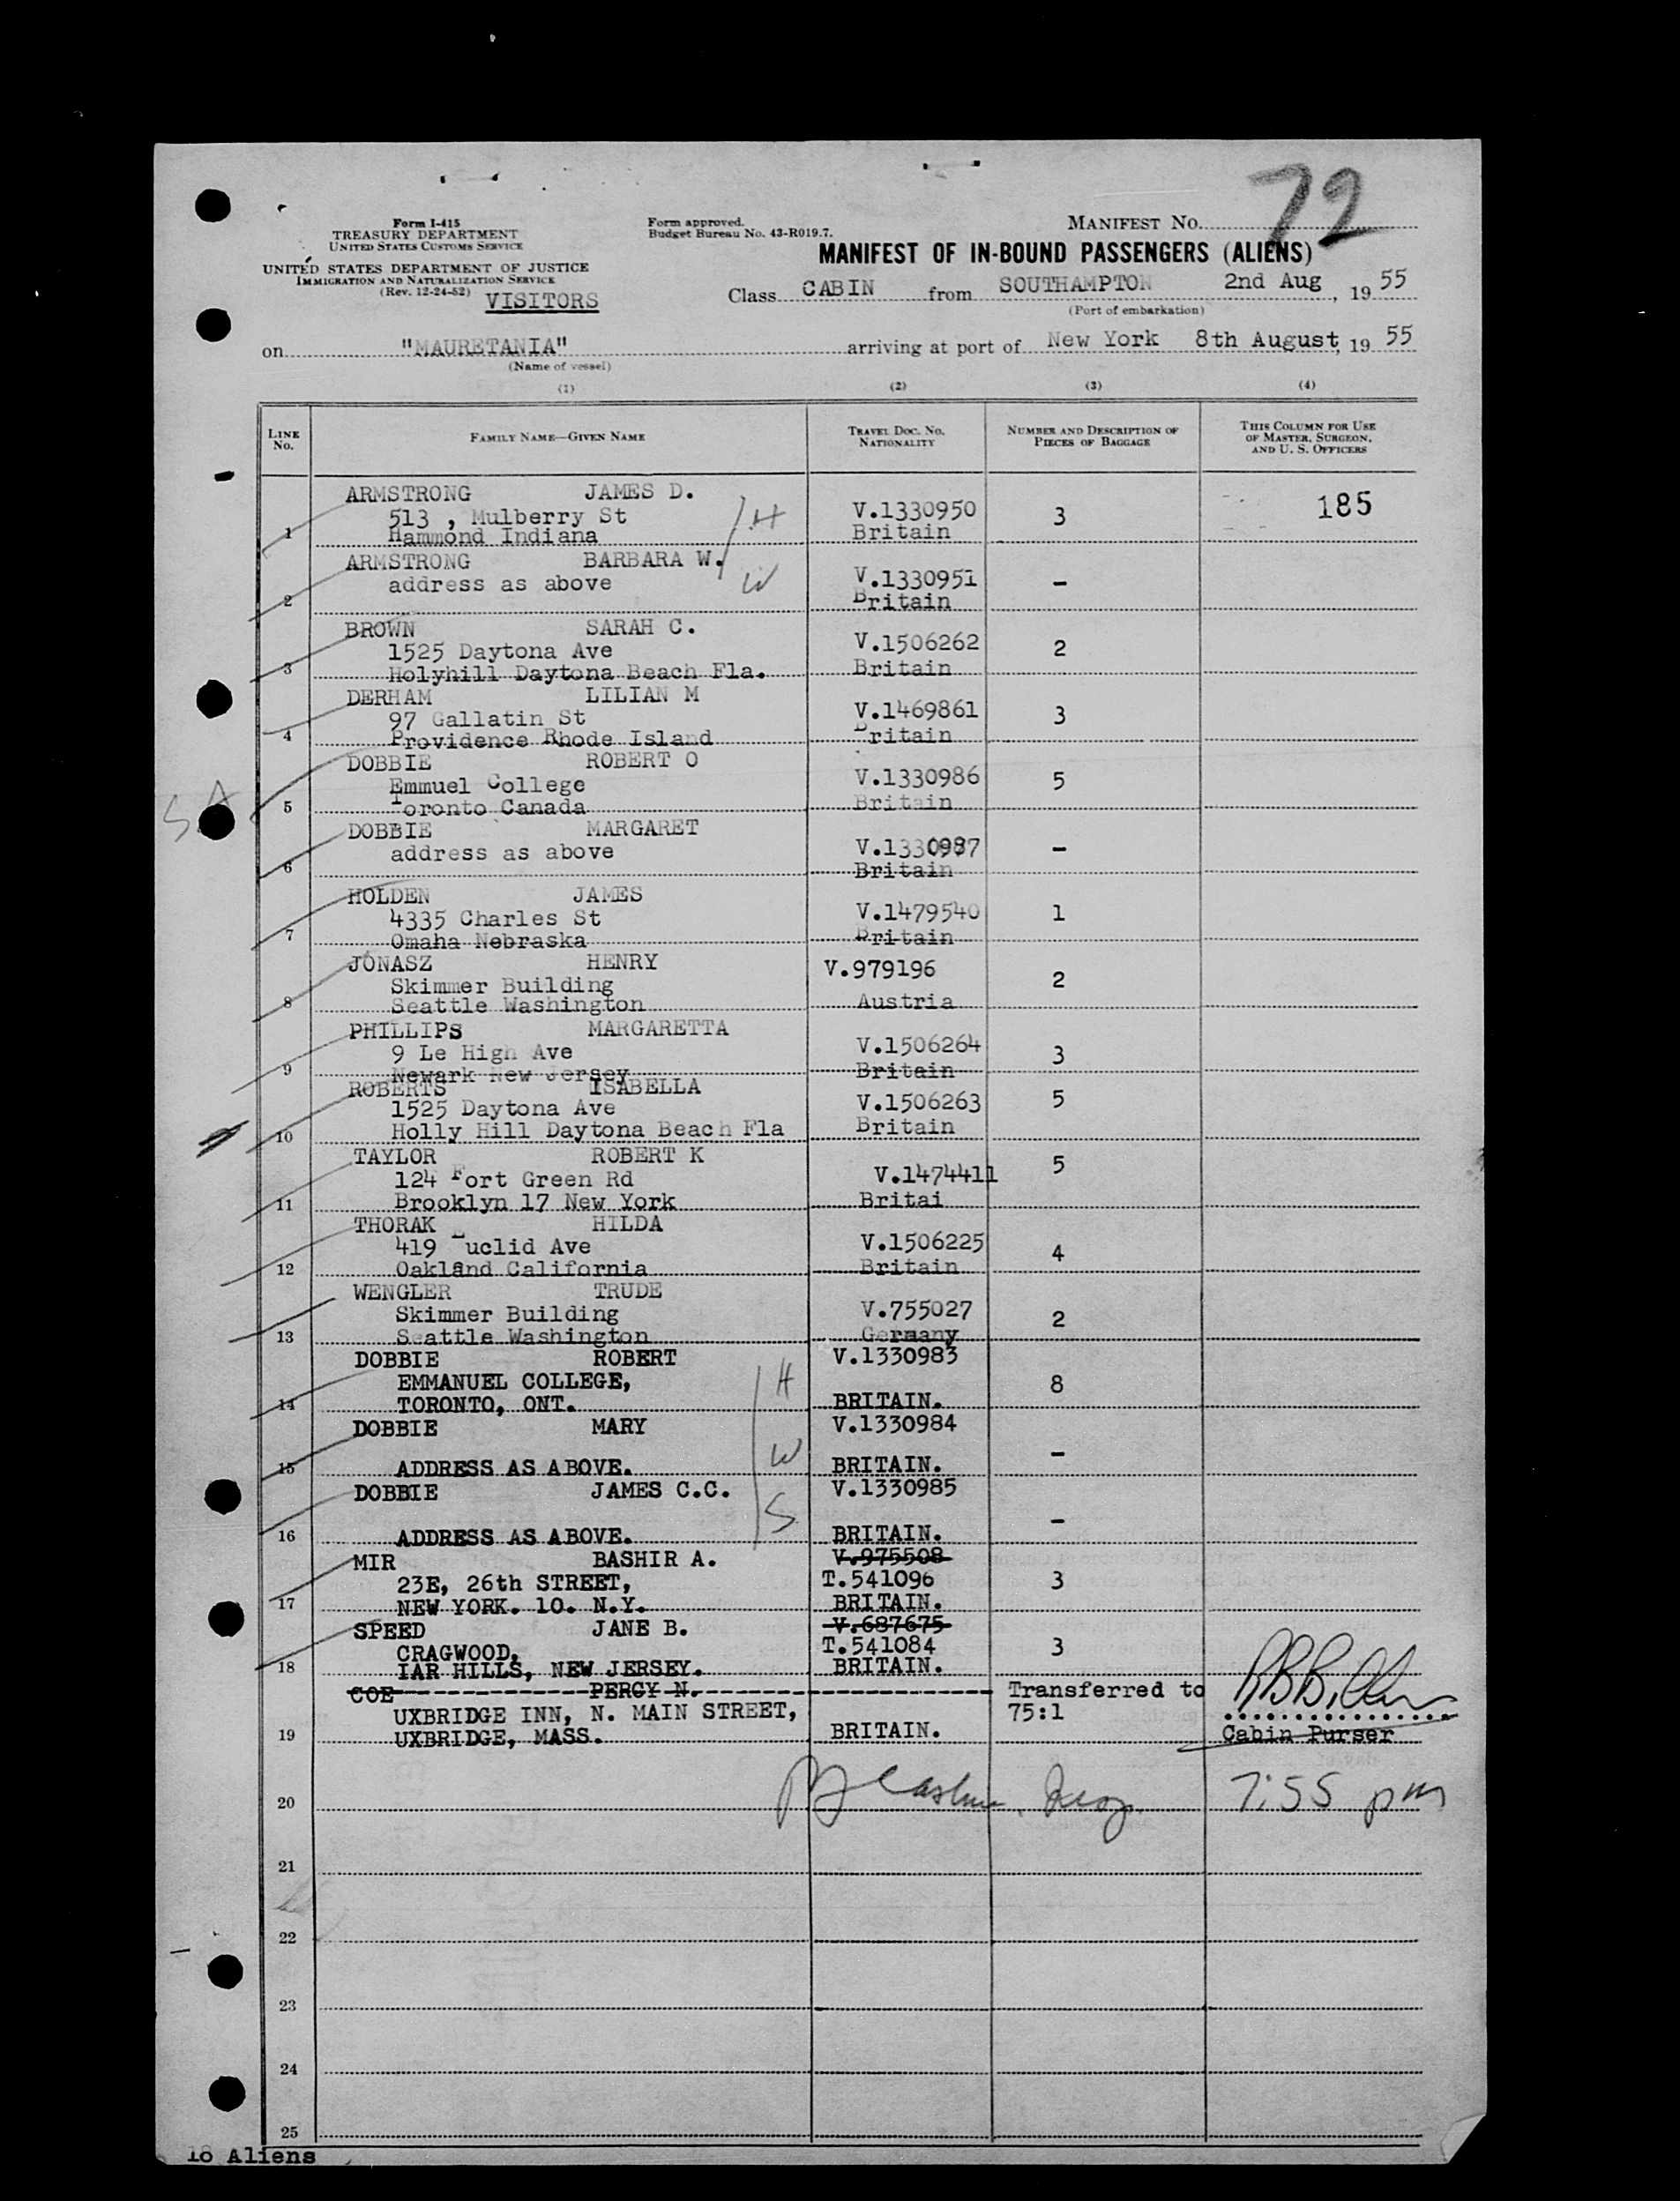 72
Form I-415
TREASURY DEPARTMENT
UNITED STATES CUSTOMS SERVICE
Form approved.
Budget Bureau No. 43-R019.7.
MANIFEST NO.
UNITED STATES DEPARTMENT OF JUSTICE
IMMIGRATION AND NATURALIZATION SERVICE
(Rev. 12-24-52)
VISITORS
MANIFEST OF IN-BOUND PASSENGERS (ALIENS)
Class CABIN from SOUTHAMPTON 2nd Aug, 19 55
(Port of embarkation)
on "MAURETANIA" arriving at port of New York 8th August, 19 55
(Name of vessel)
(1) (2) (3) (4)
LINE NO. FAMILY NAME—GIVEN NAME TRAVEL DOC. NO. NATIONALITY NUMBER AND DESCRIPTION OF PIECES OF BAGGAGE THIS COLUMN FOR USE OF MASTER, SURGEON, AND U. S. OFFICERS
ARMSTRONG JAMES D.
513 , Mulberry St H V.1330950 3 185
1 Hammond Indiana Britain
ARMSTRONG BARBARA W.
address as above W V.1330951 -
2 Britain
BROWN SARAH C.
1525 Daytona Ave V.1506262 2
3 Holyhill Daytona Beach Fla. Britain
DERHAM LILIAN M
97 Gallatin St V.1469861 3
4 Providence Rhode Island Britain
DOBBIE ROBERT O
Emmuel College V.1330986 5
SA 5 Toronto Canada Britain
DOBBIE MARGARET
address as above V.1330987 -
6 Britain
HOLDEN JAMES
4335 Charles St V.1479540 1
7 Omaha Nebraska Britain
JONASZ HENRY V.979196
Skimmer Building 2
8 Seattle Washington Austria
PHILLIPS MARGARETTA
9 Le High Ave V.1506264 3
9 Newark New Jersey Britain
ROBERTS ISABELLA
1525 Daytona Ave V.1506263 5
10 Holly Hill Daytona Beach Fla Britain
TAYLOR ROBERT K
124 Fort Green Rd V.1474411 5
11 Brooklyn 17 New York Britai
THORAK HILDA
419 Euclid Ave V.1506225 4
12 Oakland California Britain
WENGLER TRUDE
Skimmer Building V.755027 2
13 Seattle Washington Germany
DOBBIE ROBERT V.1330983
EMMANUEL COLLEGE, H 8
14 TORONTO, ONT. BRITAIN.
DOBBIE MARY V.1330984
W -
15 ADDRESS AS ABOVE. BRITAIN.
DOBBIE JAMES C.C. V.1330985
S -
16 ADDRESS AS ABOVE. BRITAIN.
MIR BASHIR A. V.975508
23E, 26th STREET, T.541096 3
17 NEW YORK. 10. N.Y. BRITAIN.
SPEED JANE B. V.687675
CRAGWOOD, T.541084 3
18 IAR HILLS, NEW JERSEY. BRITAIN.
COE PERCY N. Transferred to
UXBRIDGE INN, N. MAIN STREET, 75:1
19 UXBRIDGE, MASS. BRITAIN. Cabin Purser
20 7:55 pm
21
22
23
24
25
18 Aliens